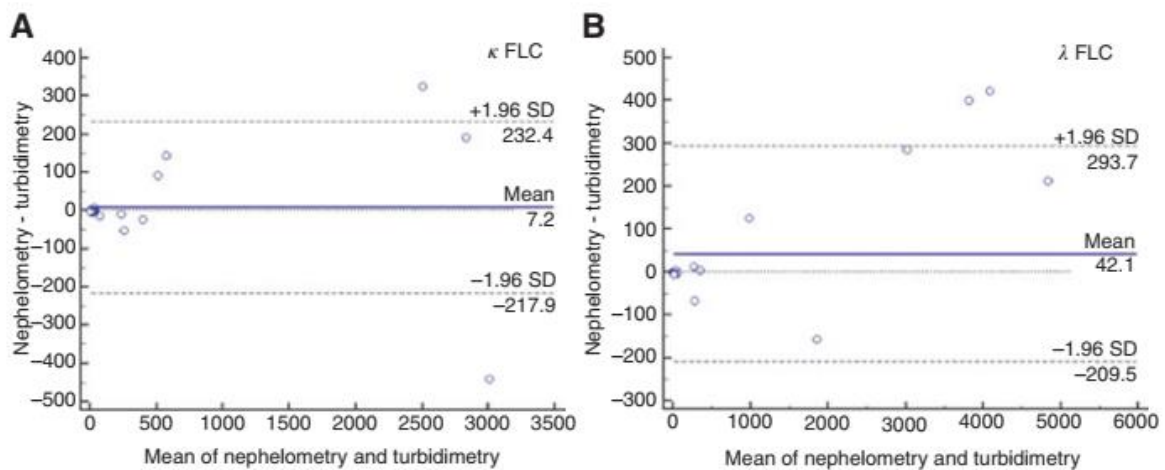 A
κ FLC
400
300
200
100
0
−100
−200
−300
−400
−500
Nephelometry - turbidimetry
+1.96 SD
232.4
Mean
7.2
−1.96 SD
−217.9
0 500 1000 1500 2000 2500 3000 3500
Mean of nephelometry and turbidimetry
B
λ FLC
500
400
300
200
100
0
−100
−200
−300
Nephelometry - turbidimetry
+1.96 SD
293.7
Mean
42.1
−1.96 SD
−209.5
0 1000 2000 3000 4000 5000 6000
Mean of nephelometry and turbidimetry